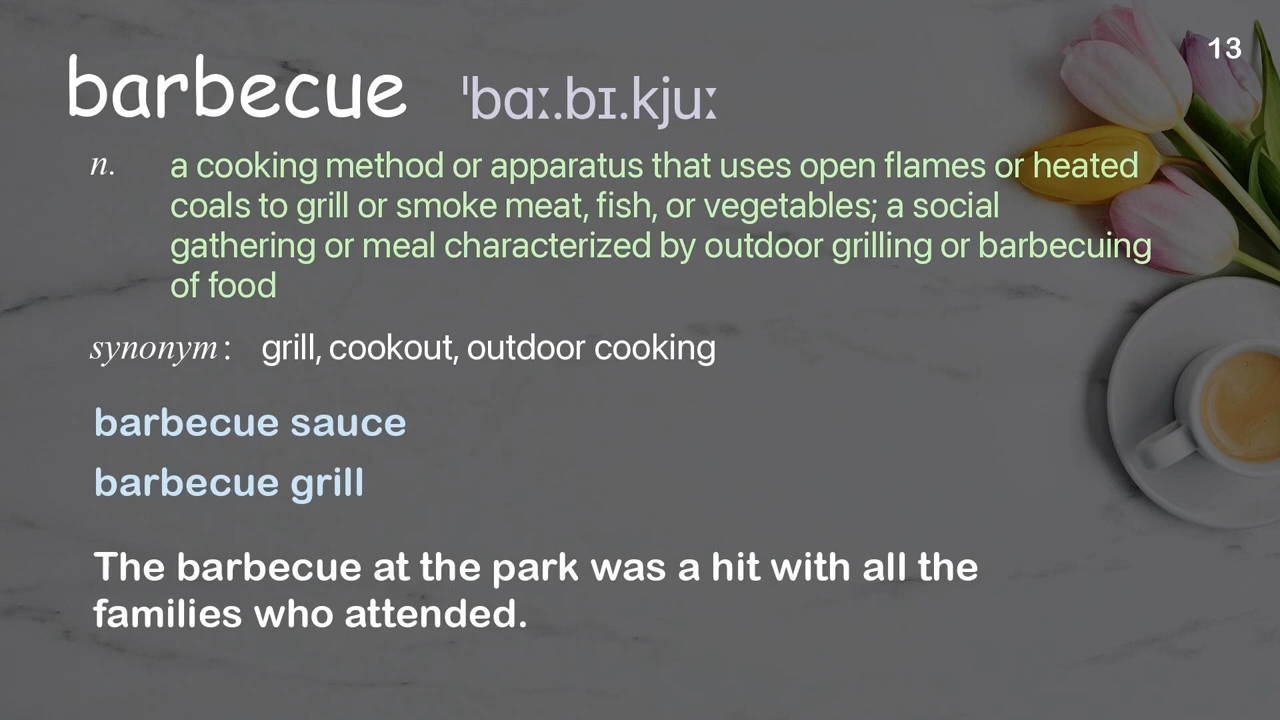 13
barbecue ˈbɑː.bɪ.kjuː
n. a cooking method or apparatus that uses open flames or heated
coals to grill or smoke meat, fish, or vegetables; a social
gathering or meal characterized by outdoor grilling or barbecuing
of food
synonym: grill, cookout, outdoor cooking
barbecue sauce
barbecue grill
The barbecue at the park was a hit with all the
families who attended.